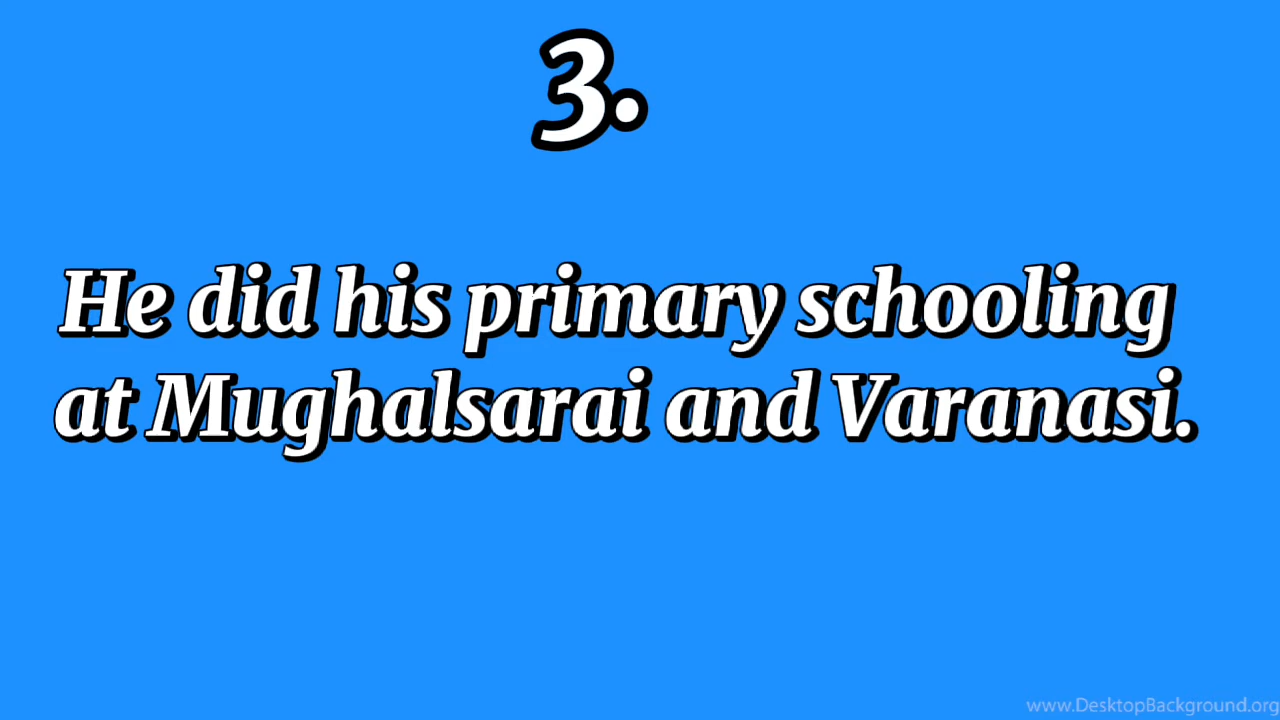 3.
He did his primary schooling
at Mughalsarai and Varanasi.
www.DesktopBackground.org